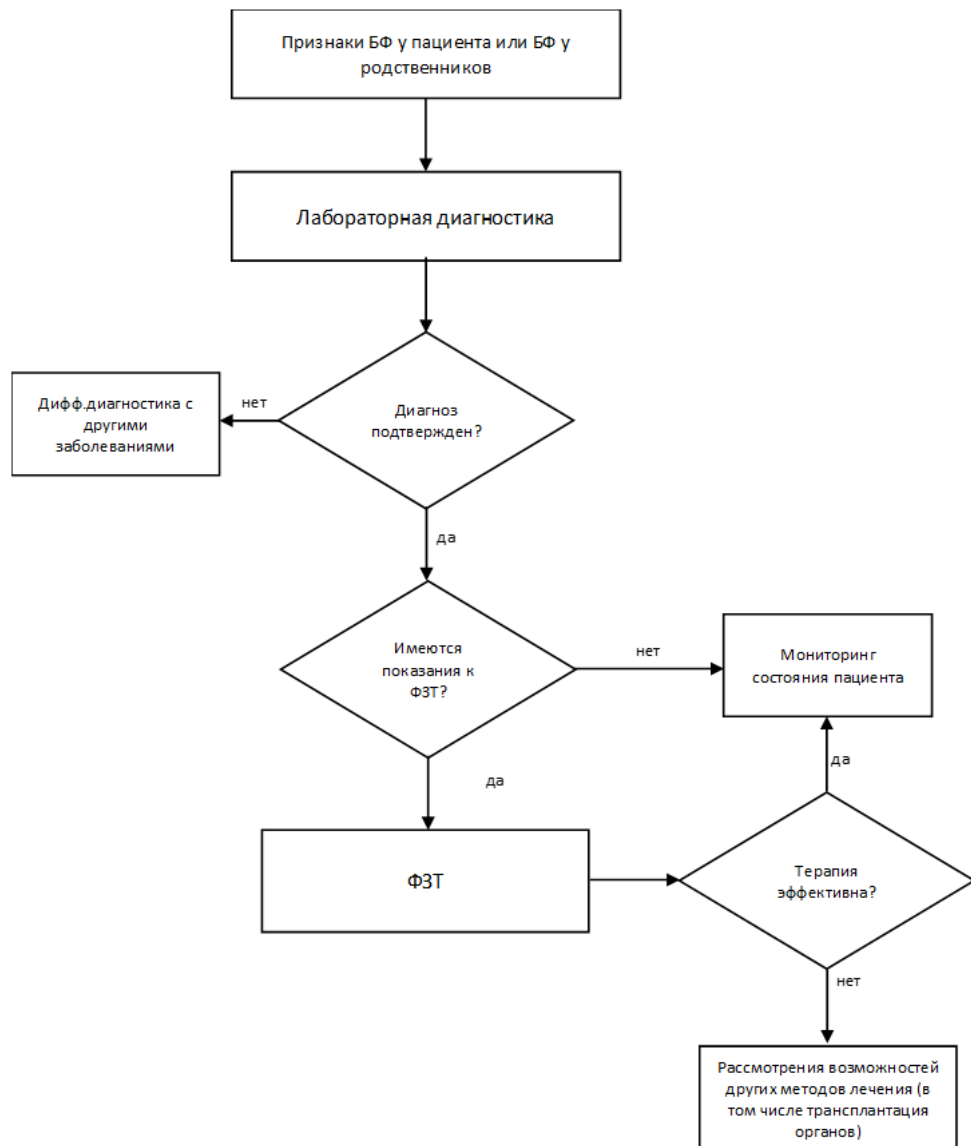 Признаки БФ у пациента или БФ у
родственников
Лабораторная диагностика
Диагноз
подтвержден?
нет
Дифф.диагностика с
другими
заболеваниями
да
Имеются
показания к
ФЗТ?
нет
Мониторинг
состояния пациента
да
ФЗТ
Терапия
эффективна?
да
нет
Рассмотрения возможностей
других методов лечения (в
том числе трансплантация
органов)